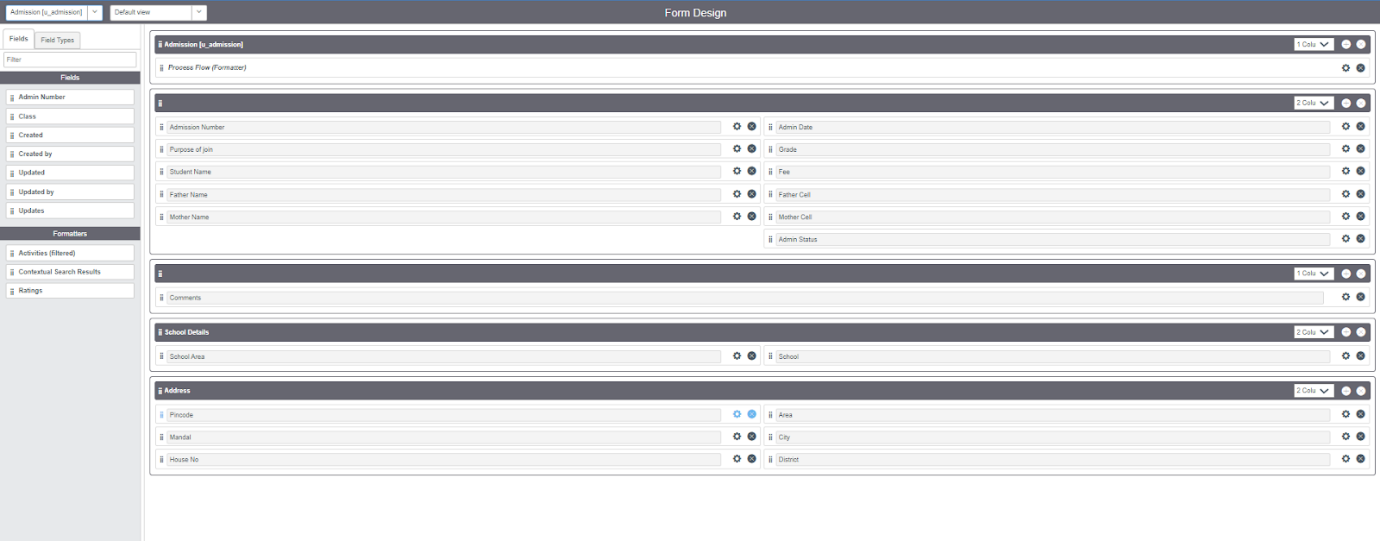 Admission [u_admission]
Default view
Form Design
Fields
Field Types
Filter
Fields
Admin Number
Class
Created
Created by
Updated
Updated by
Updates
Formatters
Activities (filtered)
Contextual Search Results
Ratings
Admission [u_admission]
1 Colu
Process Flow (Formatter)
2 Colu
Admission Number
Admin Date
Purpose of join
Grade
Student Name
Fee
Father Name
Father Cell
Mother Name
Mother Cell
Admin Status
1 Colu
Comments
School Details
2 Colu
School Area
School
Address
2 Colu
Pincode
Area
Mandal
City
House No
District